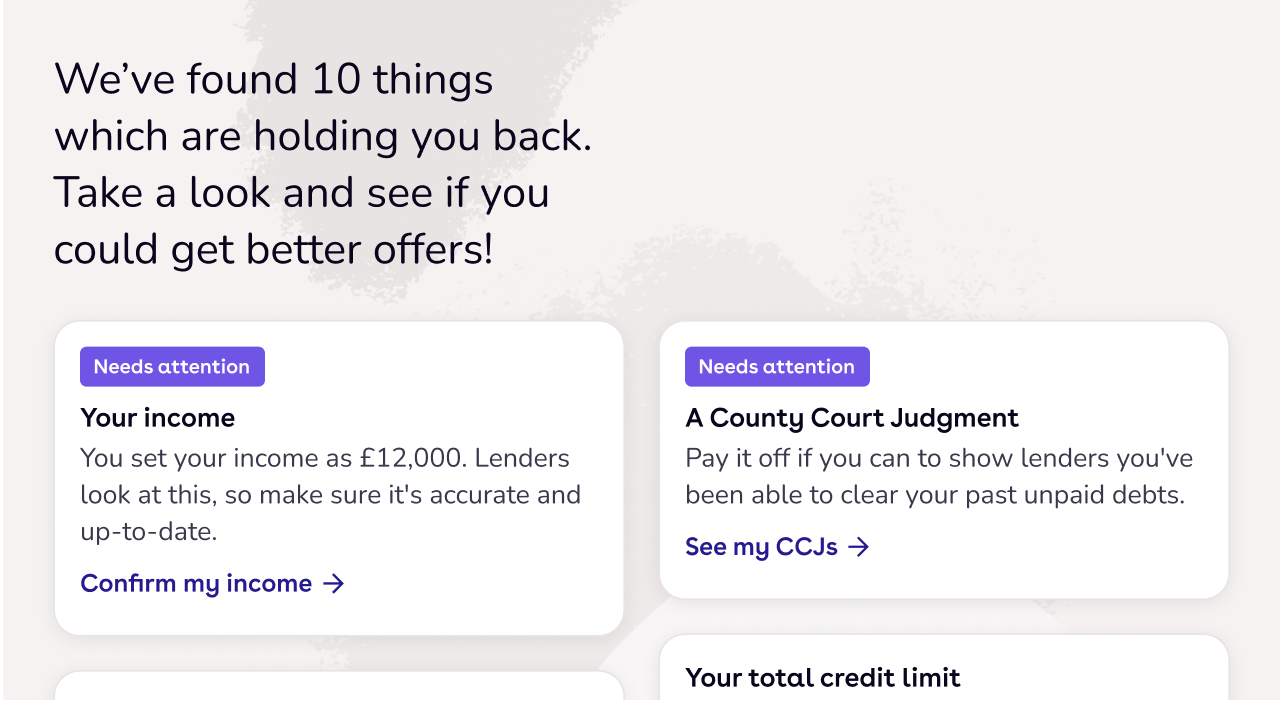 We’ve found 10 things
which are holding you back.
Take a look and see if you
could get better offers!
Needs attention
Your income
You set your income as £12,000. Lenders
look at this, so make sure it's accurate and
up-to-date.
Confirm my income →
Needs attention
A County Court Judgment
Pay it off if you can to show lenders you've
been able to clear your past unpaid debts.
See my CCJs →
Your total credit limit